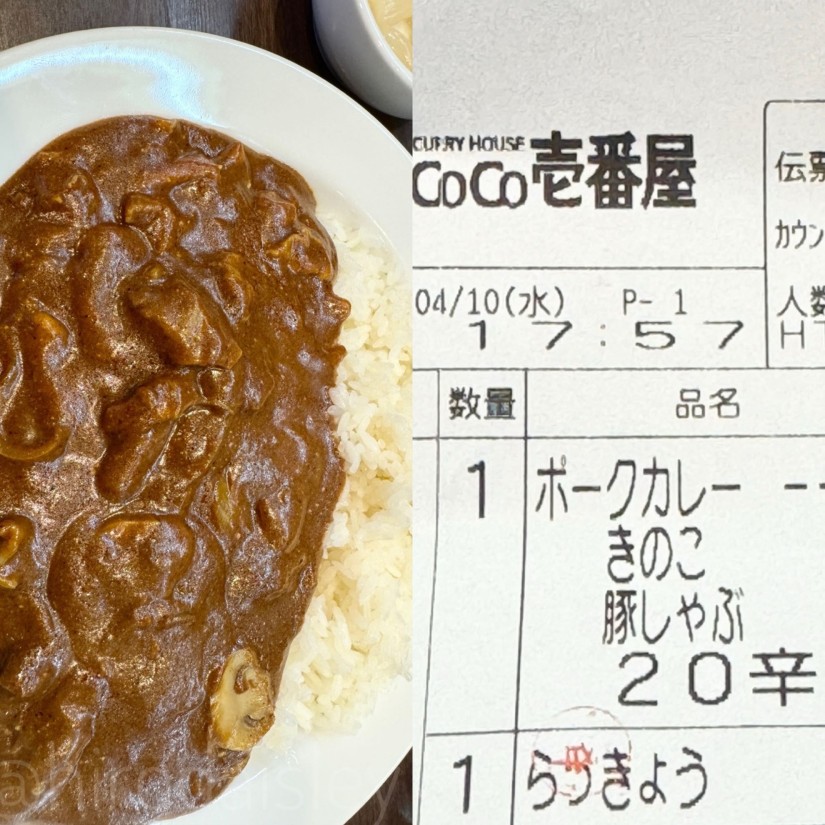 CURRY HOUSE
CoCo壱番屋
伝票
カウン
04/10(水) P- 1
17:57
人数
数量 品名
1 ポークカレー --
きのこ
豚しゃぶ
20辛
1 らっきょう